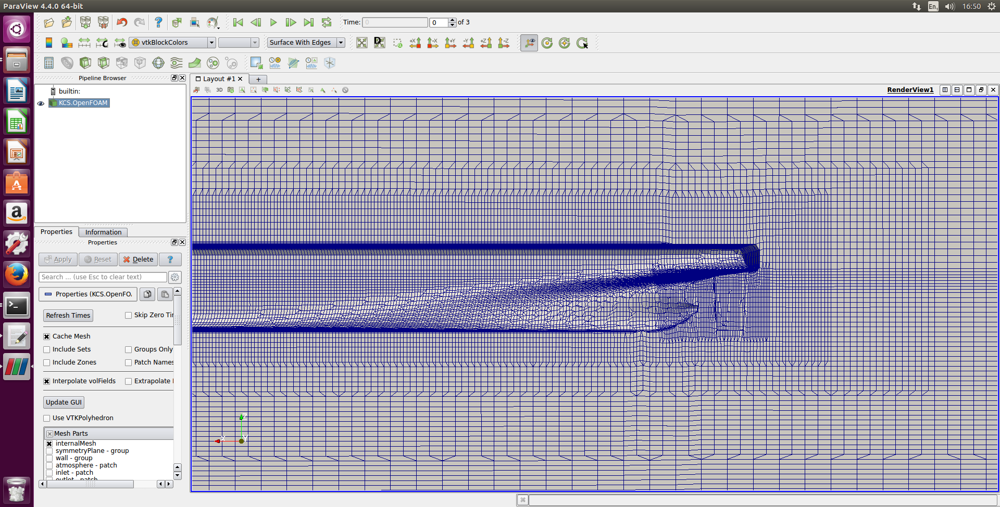 ParaView 4.4.0 64-bit
En1
16:50
Time: 0
0
of 3
vtkBlockColors
Surface With Edges
D
+X
-X
+Y
-Y
+Z
-Z
C
Pipeline Browser
Layout #1
+
builtin:
3D
RenderView1
KCS.OpenFOAM
Properties
Information
Properties
Apply
Reset
Delete
?
Search ... (use Esc to clear text)
Properties (KCS.OpenFO
Refresh Times
Skip Zero Ti
Cache Mesh
Include Sets
Groups Only
Include Zones
Patch Names
Interpolate volFields
Extrapolate
Update GUI
Use VTKPolyhedron
Mesh Parts
internalMesh
symmetryPlane - group
wall - group
atmosphere - patch
inlet - patch
outlet - patch
Z
X
Y